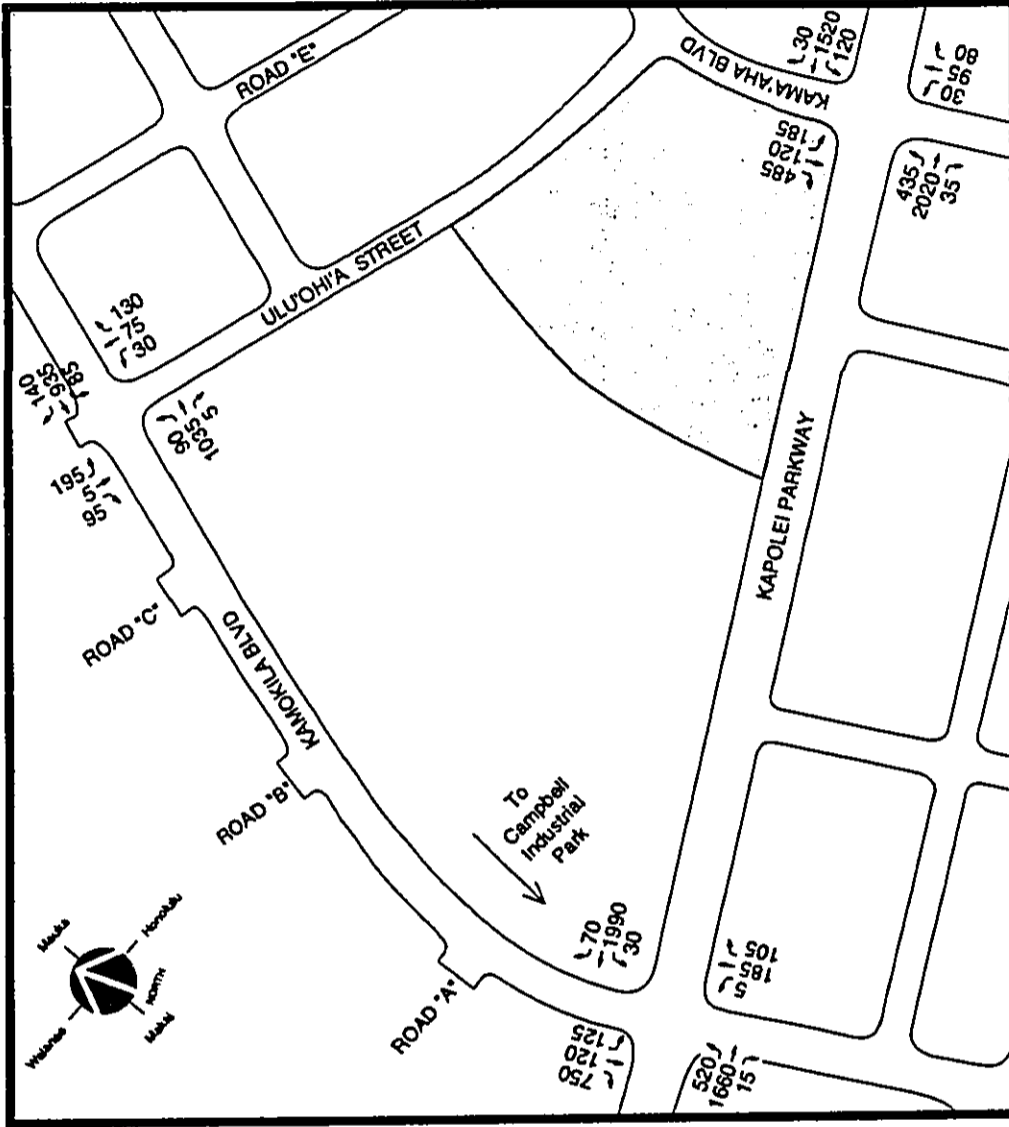 ROAD "E"
KAMA'AHA BLVD
30
1520
120
80
95
30
185
120
485
435
2020
35
ULU'OHI'A STREET
130
75
30
140
935
85
90
1035
5
195
5
95
ROAD "C"
KAMOKILA BLVD
KAPOLEI PARKWAY
ROAD "B"
To
Campbell
Industrial
Park
Mauka
Honolulu
Waianae
NORTH
Makai
ROAD "A"
70
1990
30
105
185
5
125
120
750
520
1660
15